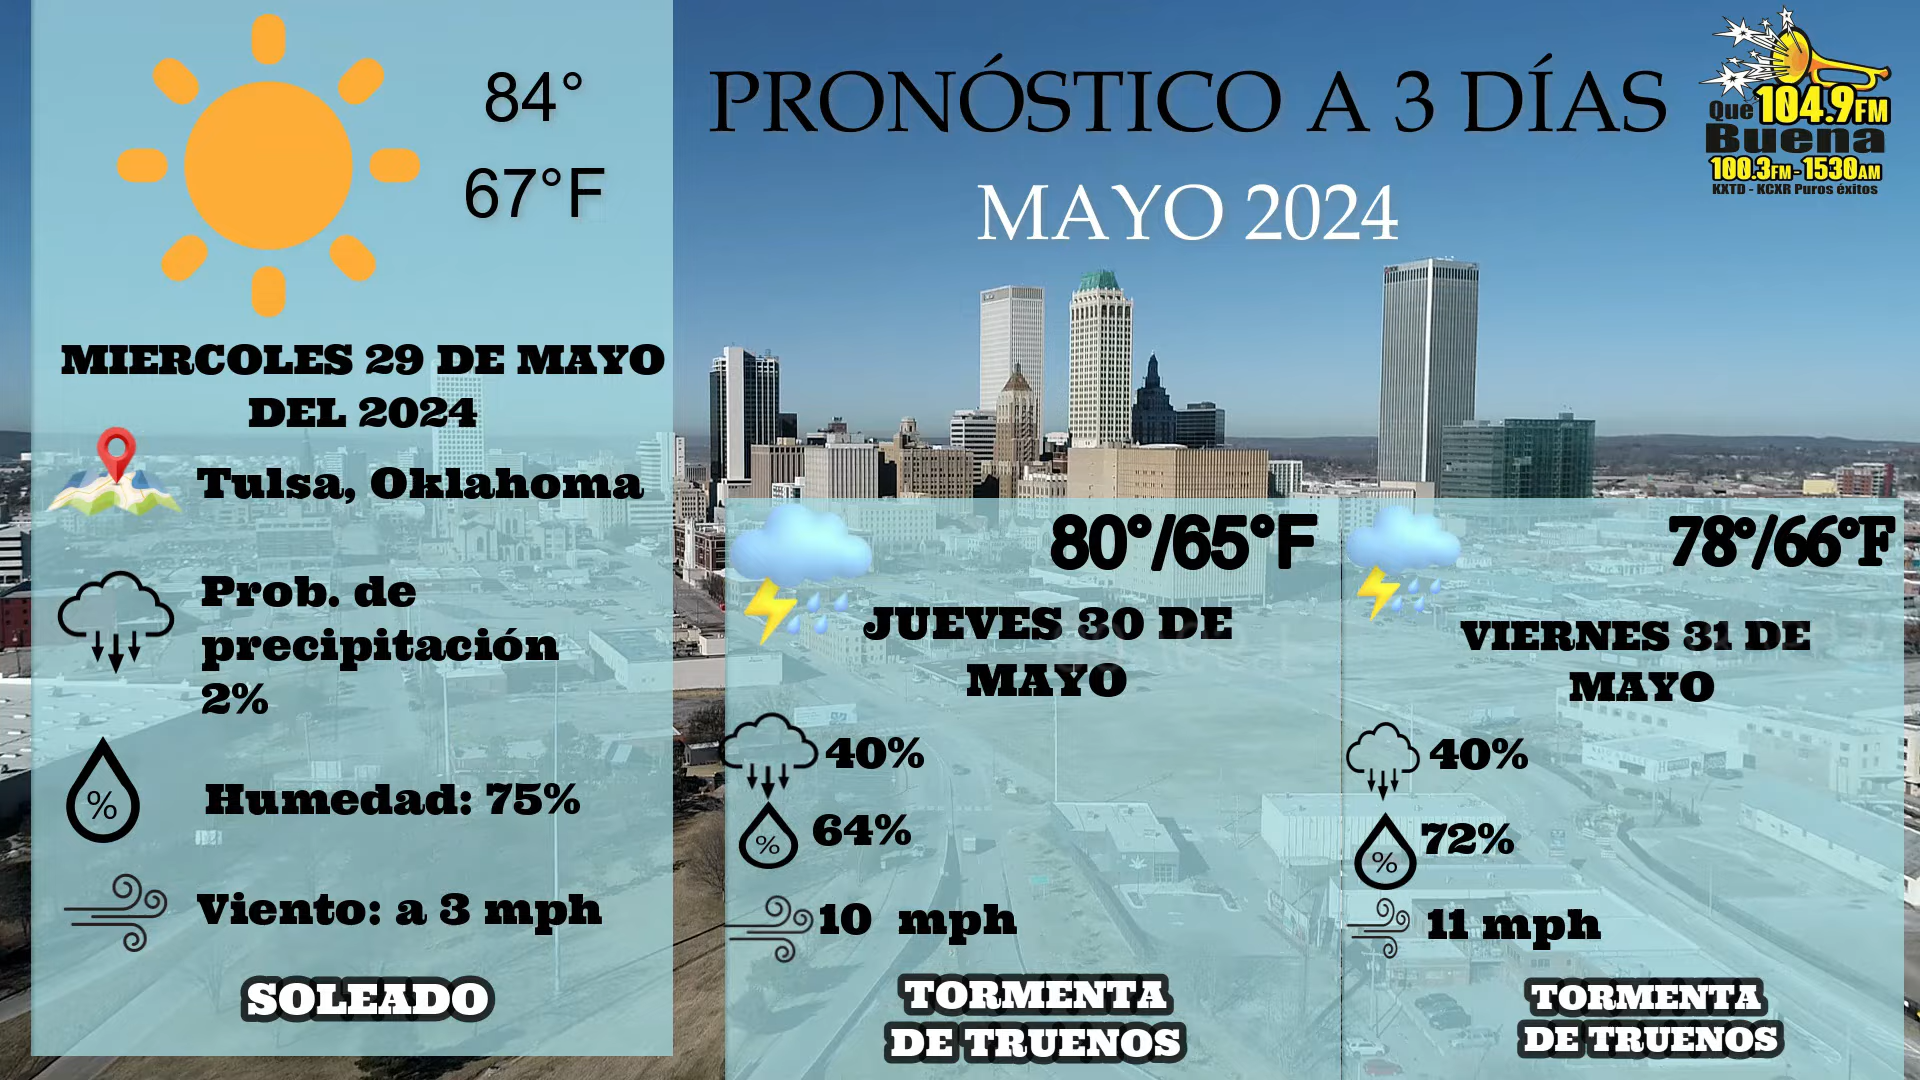 84°
67°F
PRONÓSTICO A 3 DÍAS
MAYO 2024
Que 104.9FM
Buena
100.3FM-1530AM
KXTD - KCXR Puros éxitos
MIERCOLES 29 DE MAYO
DEL 2024
Tulsa, Oklahoma
Prob. de
precipitación
2%
%
Humedad: 75%
Viento: a 3 mph
SOLEADO
80°/65°F
JUEVES 30 DE
MAYO
40%
%
64%
10 mph
TORMENTA
DE TRUENOS
78°/66°F
VIERNES 31 DE
MAYO
40%
%
72%
11 mph
TORMENTA
DE TRUENOS